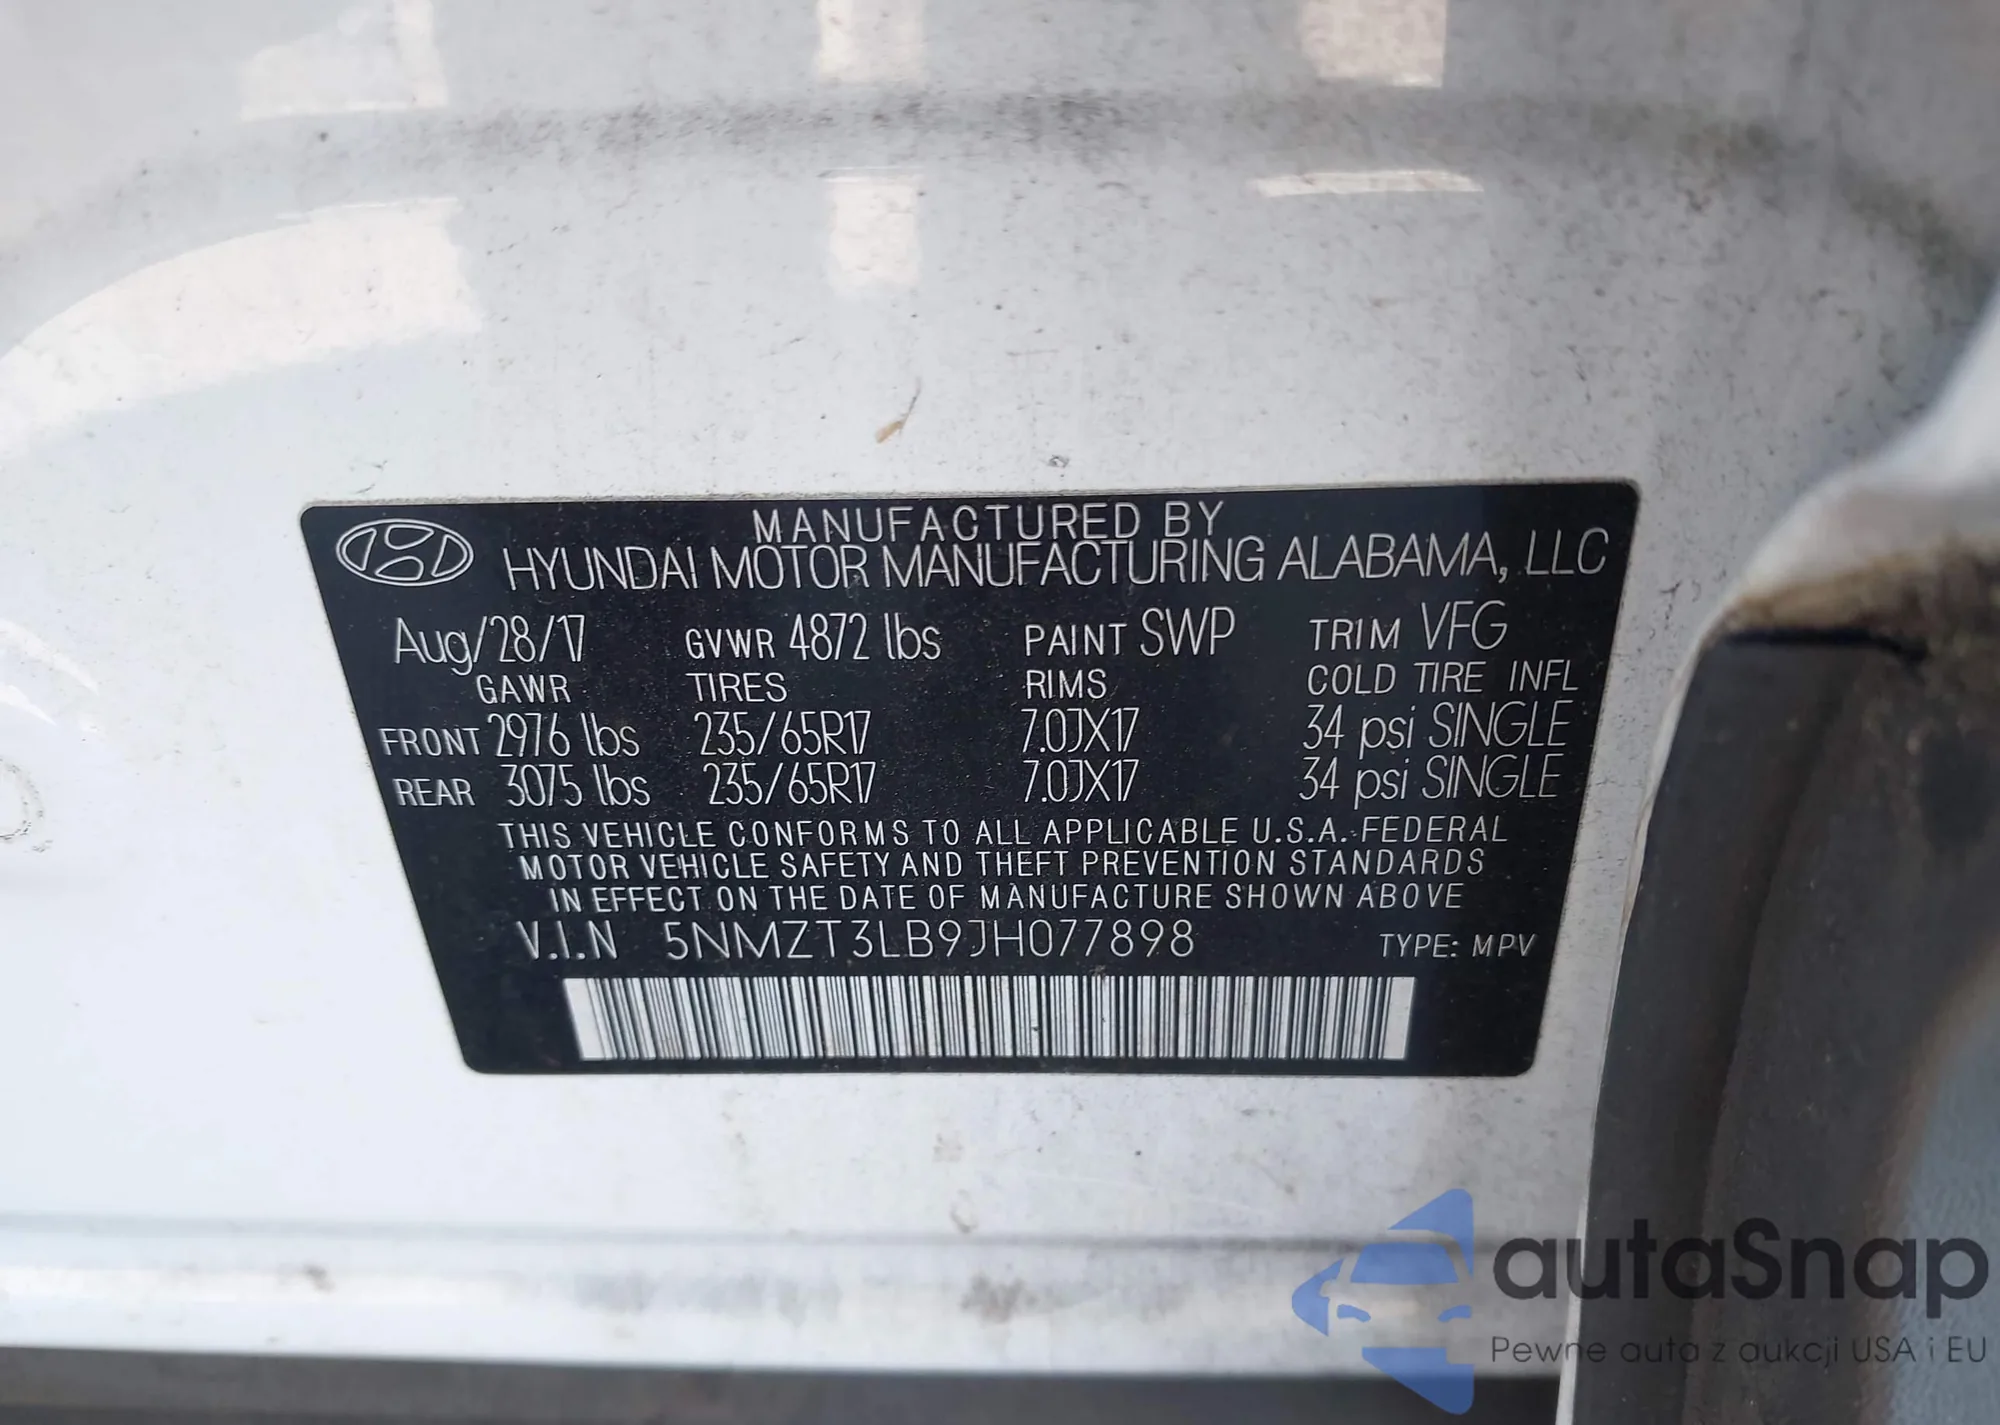 MANUFACTURED BY
HYUNDAI MOTOR MANUFACTURING ALABAMA, LLC
Aug/28/17 GVWR 4872 lbs PAINT SWP TRIM VFG
GAWR TIRES RIMS COLD TIRE INFL
FRONT 2976 lbs 235/65R17 7.0JX17 34 psi SINGLE
REAR 3075 lbs 235/65R17 7.0JX17 34 psi SINGLE
THIS VEHICLE CONFORMS TO ALL APPLICABLE U.S.A. FEDERAL
MOTOR VEHICLE SAFETY AND THEFT PREVENTION STANDARDS
IN EFFECT ON THE DATE OF MANUFACTURE SHOWN ABOVE
V.I.N 5NMZT3LB9JH077898 TYPE: MPV
autaSnap
Pewne auta z aukcji USA i EU